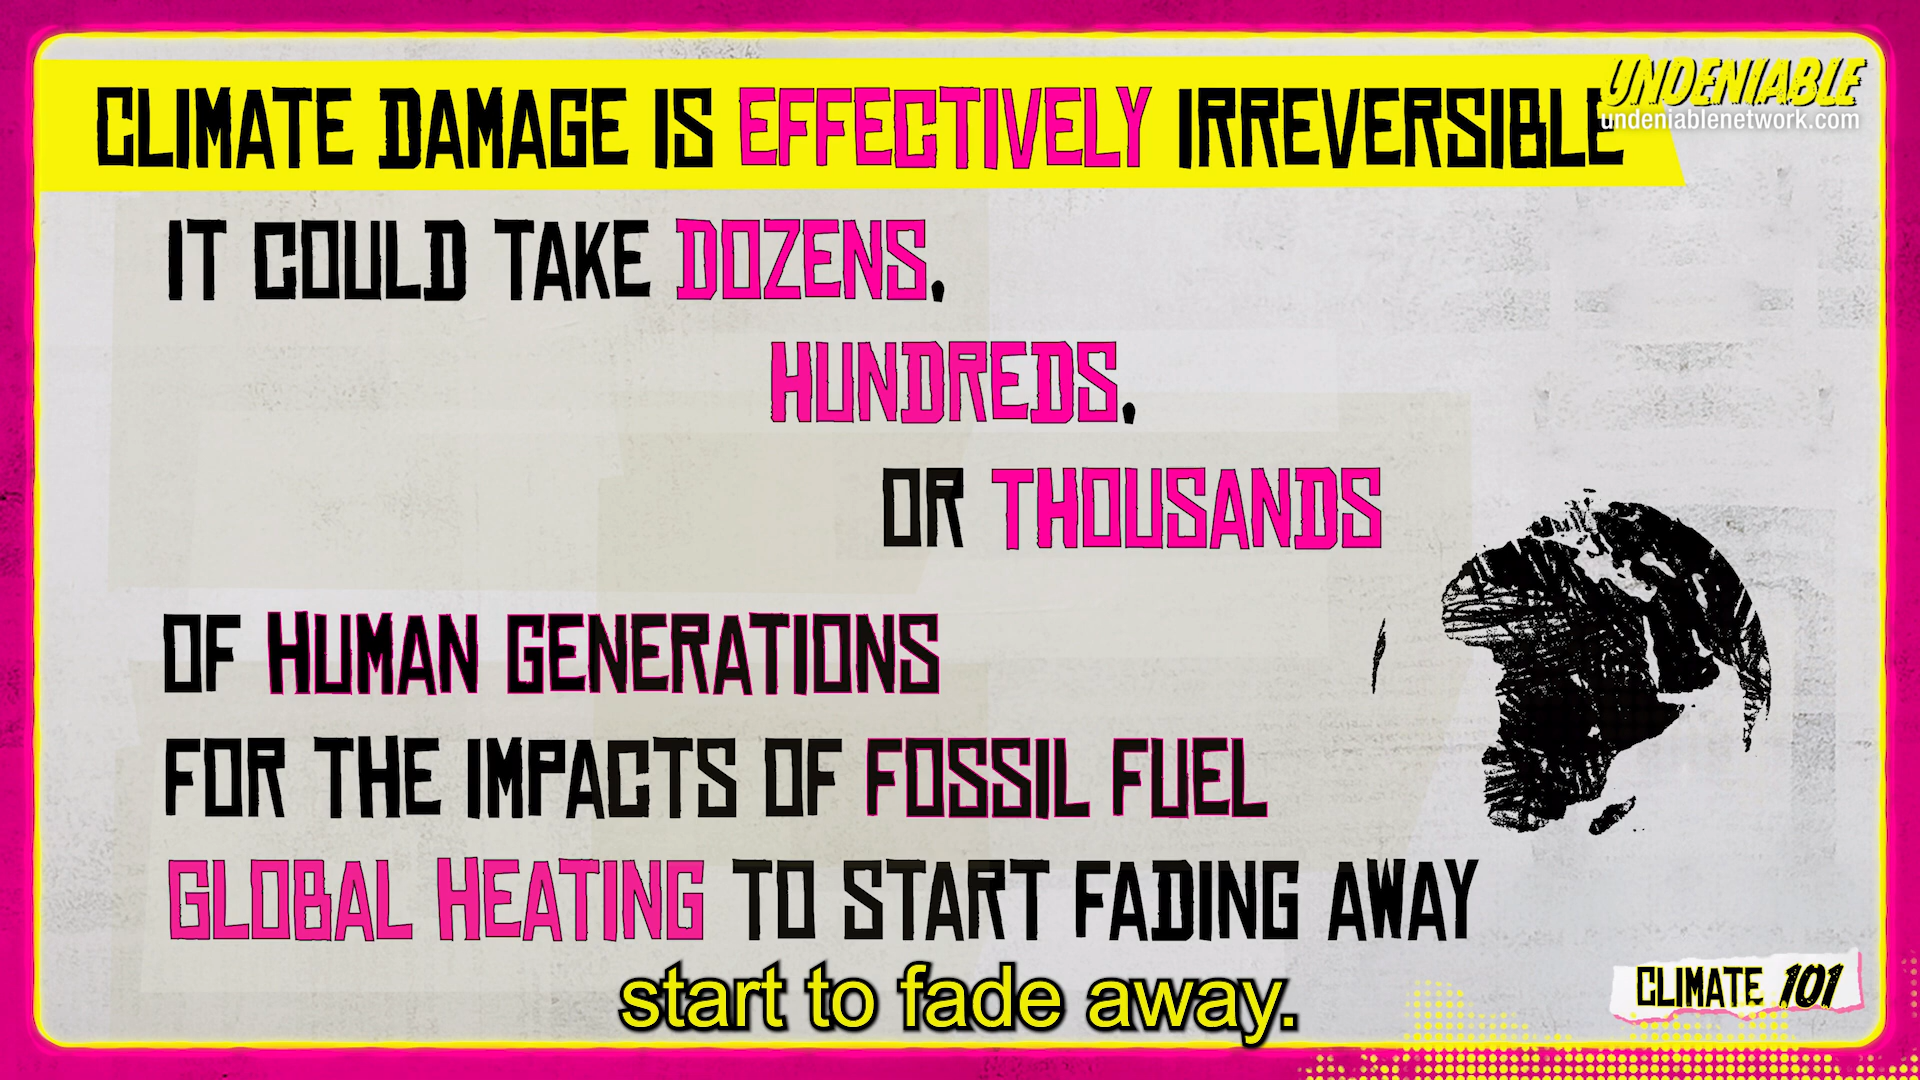 UNDENIABLE
undeniablenetwork.com
CLIMATE DAMAGE IS EFFECTIVELY IRREVERSIBLE
IT COULD TAKE DOZENS,
HUNDREDS,
OR THOUSANDS
OF HUMAN GENERATIONS
FOR THE IMPACTS OF FOSSIL FUEL
GLOBAL HEATING TO START FADING AWAY
start to fade away.
CLIMATE 101